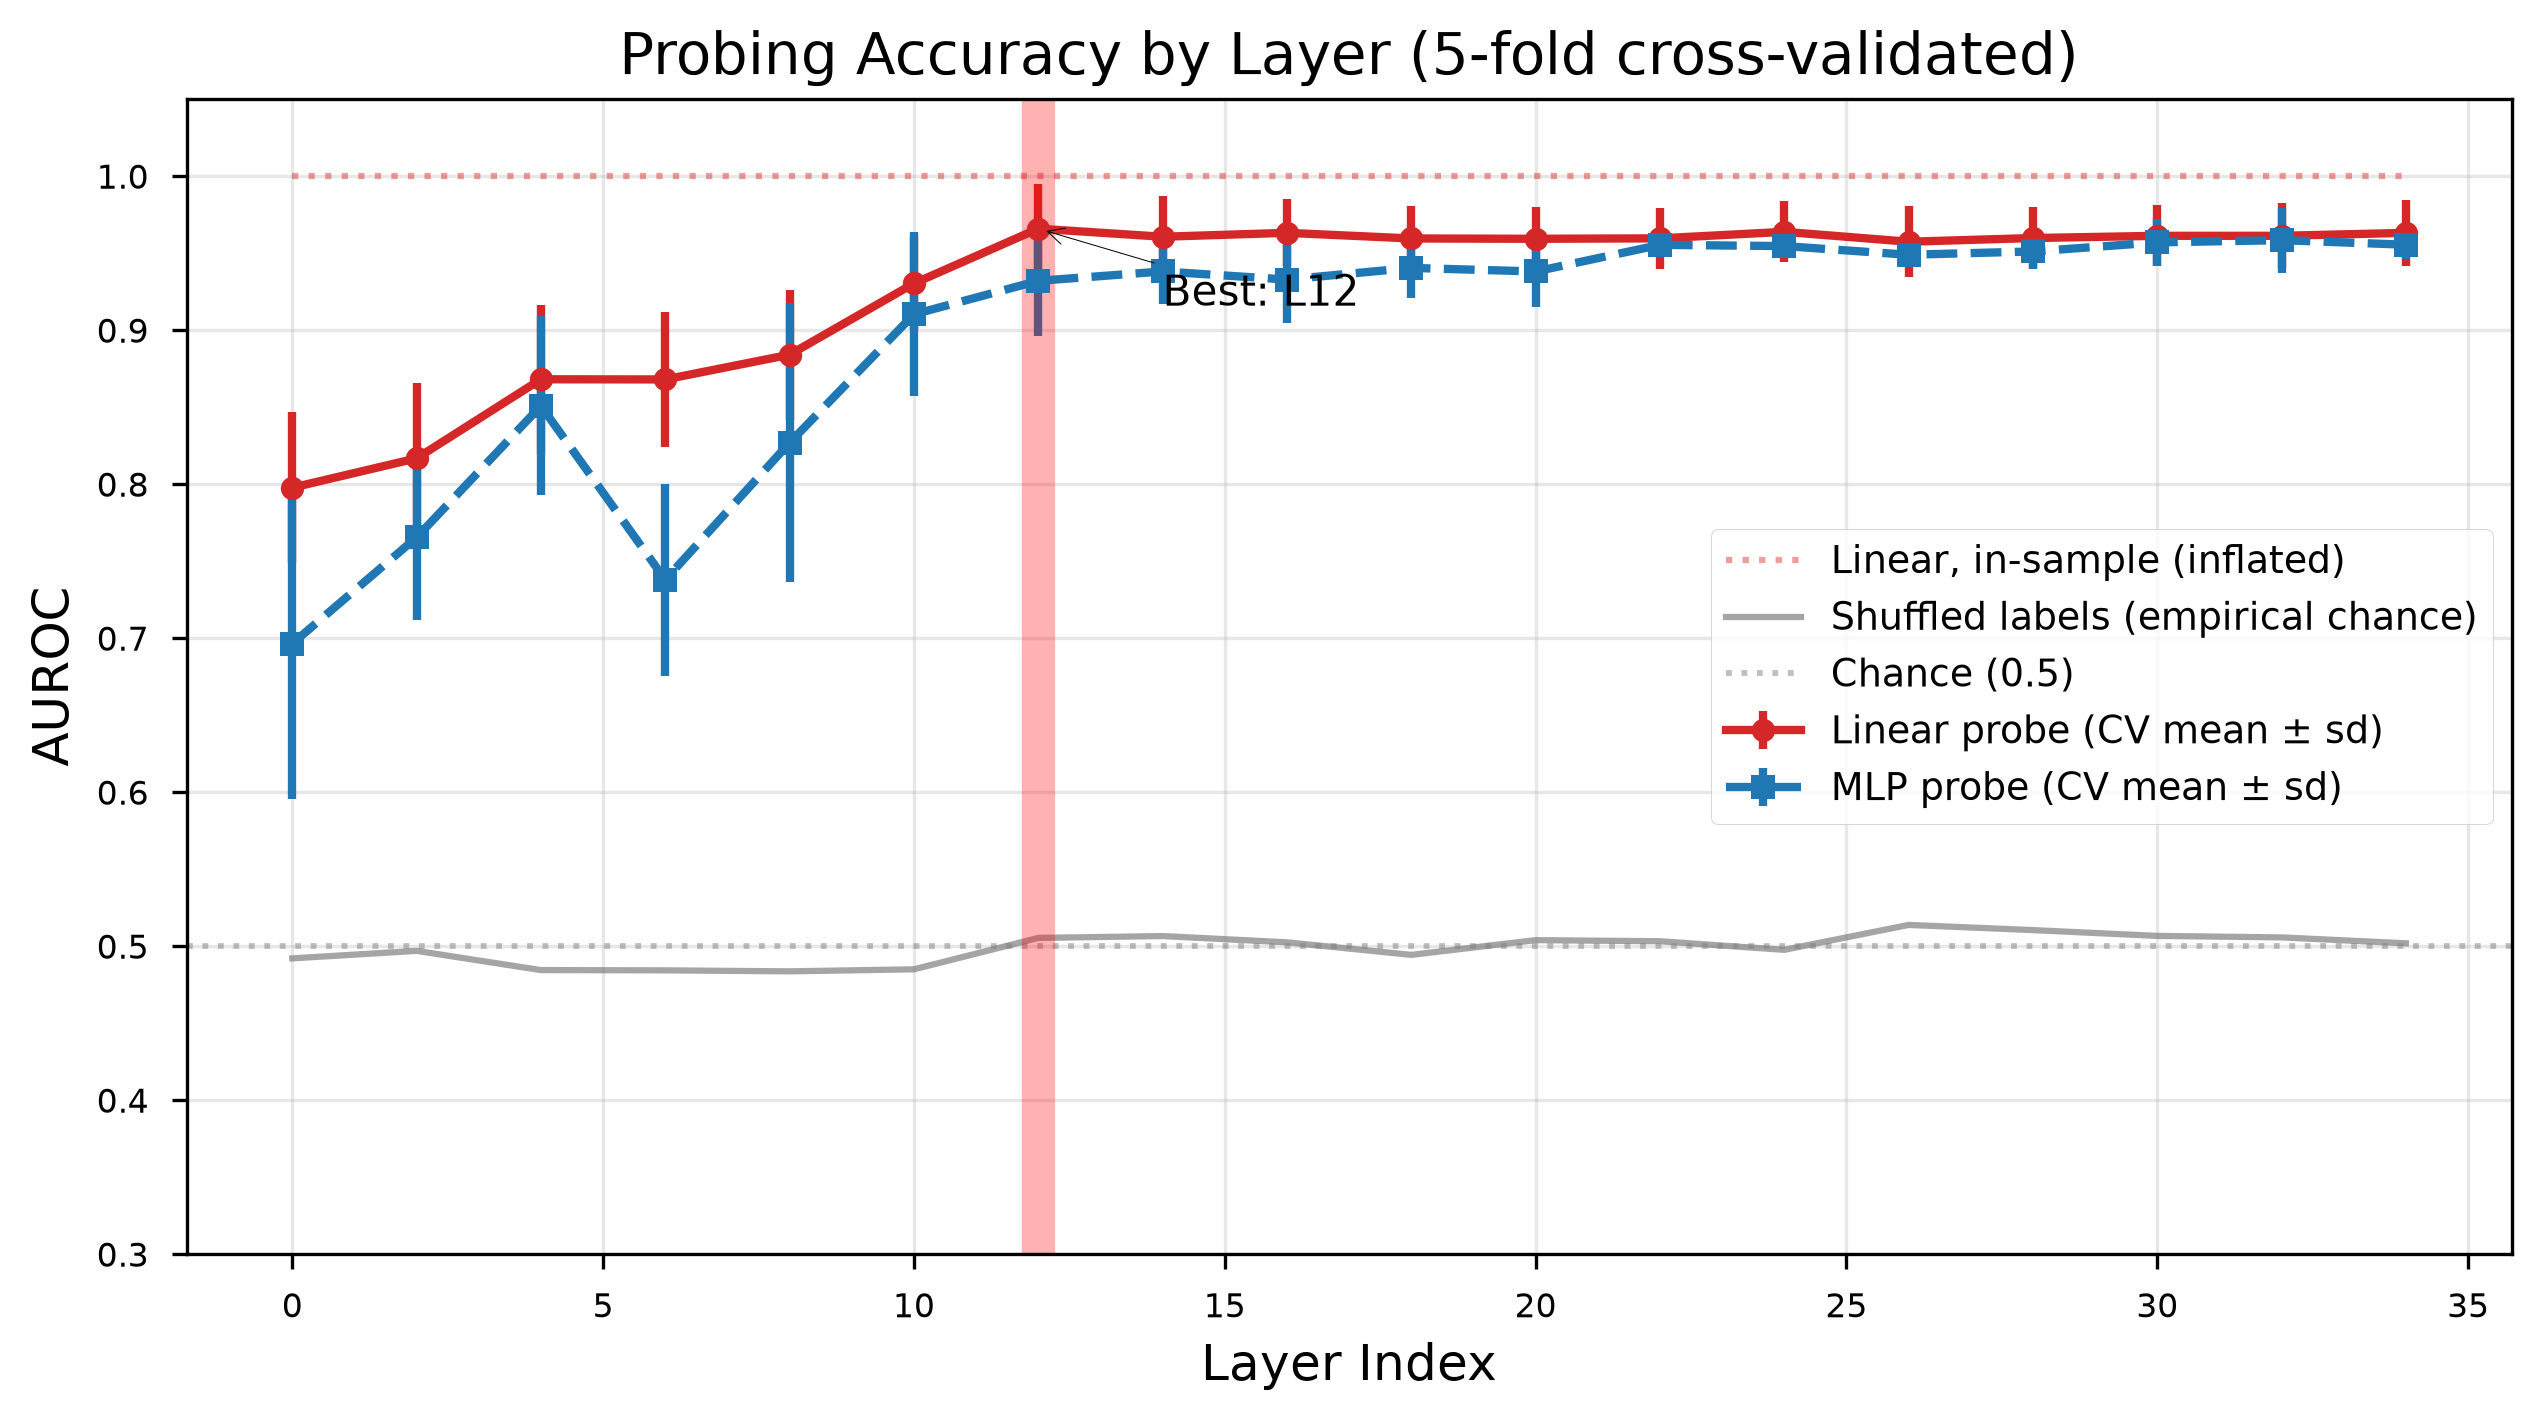 Probing Accuracy by Layer (5-fold cross-validated)
AUROC
1.0
0.9
0.8
0.7
0.6
0.5
0.4
0.3
Best: L12
Linear, in-sample (inflated)
Shuffled labels (empirical chance)
Chance (0.5)
Linear probe (CV mean ± sd)
MLP probe (CV mean ± sd)
0 5 10 15 20 25 30 35
Layer Index